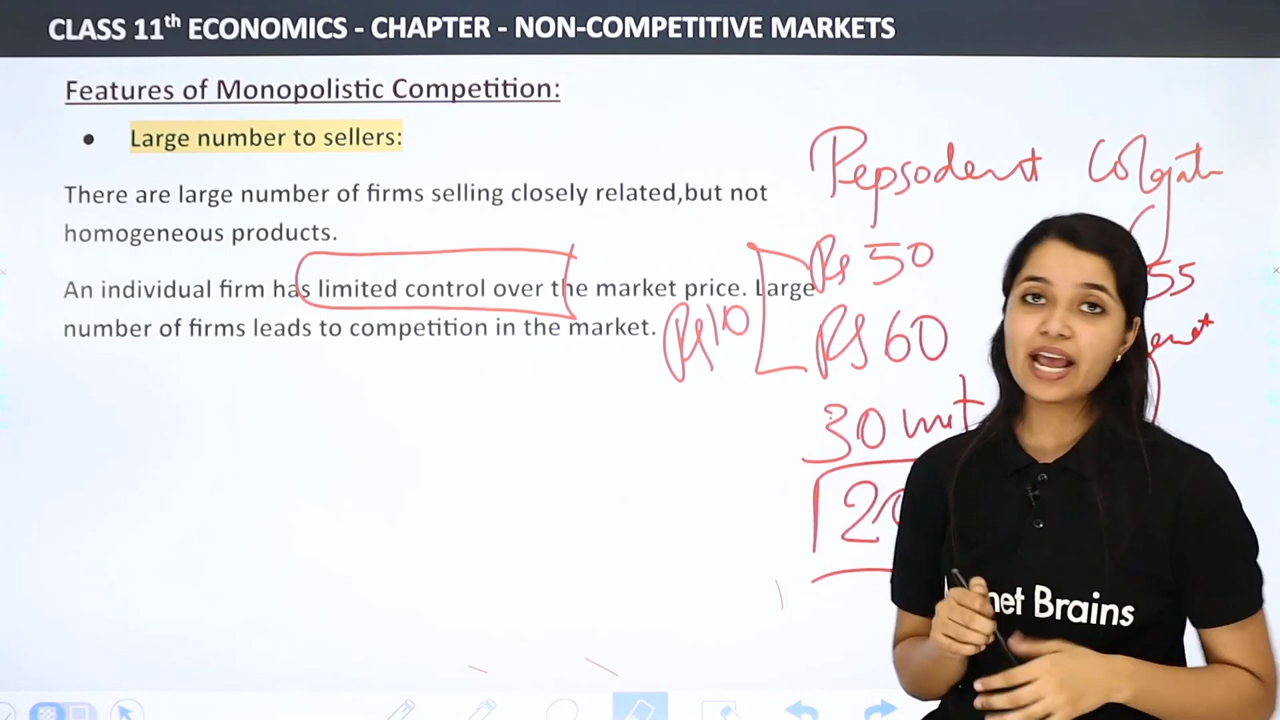 CLASS 11th ECONOMICS - CHAPTER - NON-COMPETITIVE MARKETS
Features of Monopolistic Competition:
Large number to sellers:
There are large number of firms selling closely related,but not
homogeneous products.
An individual firm has limited control over the market price. Large
number of firms leads to competition in the market.
Pepsodent Colgate
Rs 50
55
Rs 10
Rs 60
30 unit
net Brains